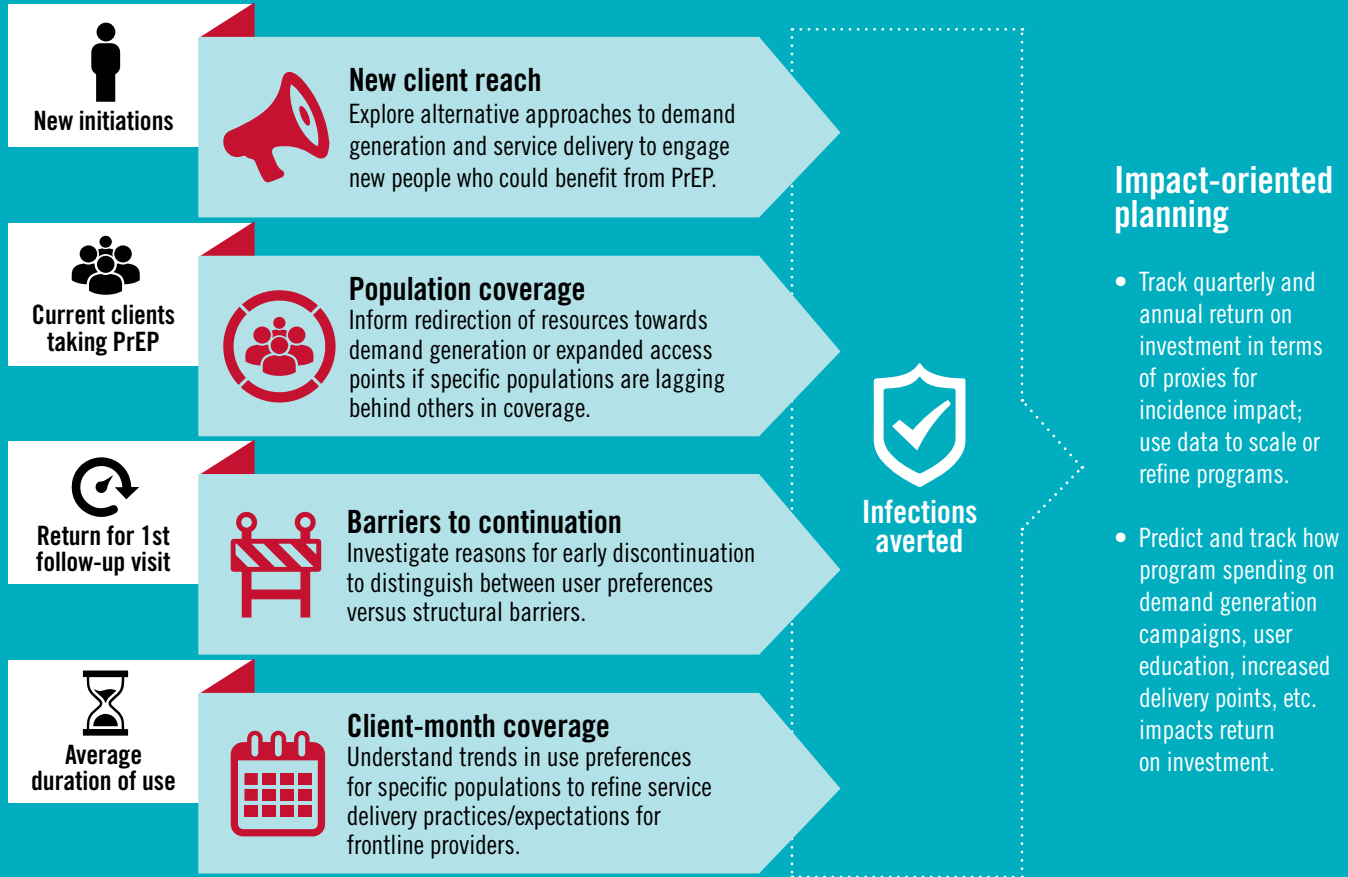 New initiations
New client reach
Explore alternative approaches to demand
generation and service delivery to engage
new people who could benefit from PrEP.
Current clients
taking PrEP
Population coverage
Inform redirection of resources towards
demand generation or expanded access
points if specific populations are lagging
behind others in coverage.
Return for 1st
follow-up visit
Barriers to continuation
Investigate reasons for early discontinuation
to distinguish between user preferences
versus structural barriers.
Average
duration of use
Client-month coverage
Understand trends in use preferences
for specific populations to refine service
delivery practices/expectations for
frontline providers.
Infections
averted
Impact-oriented
planning
• Track quarterly and
annual return on
investment in terms
of proxies for
incidence impact;
use data to scale or
refine programs.
• Predict and track how
program spending on
demand generation
campaigns, user
education, increased
delivery points, etc.
impacts return
on investment.